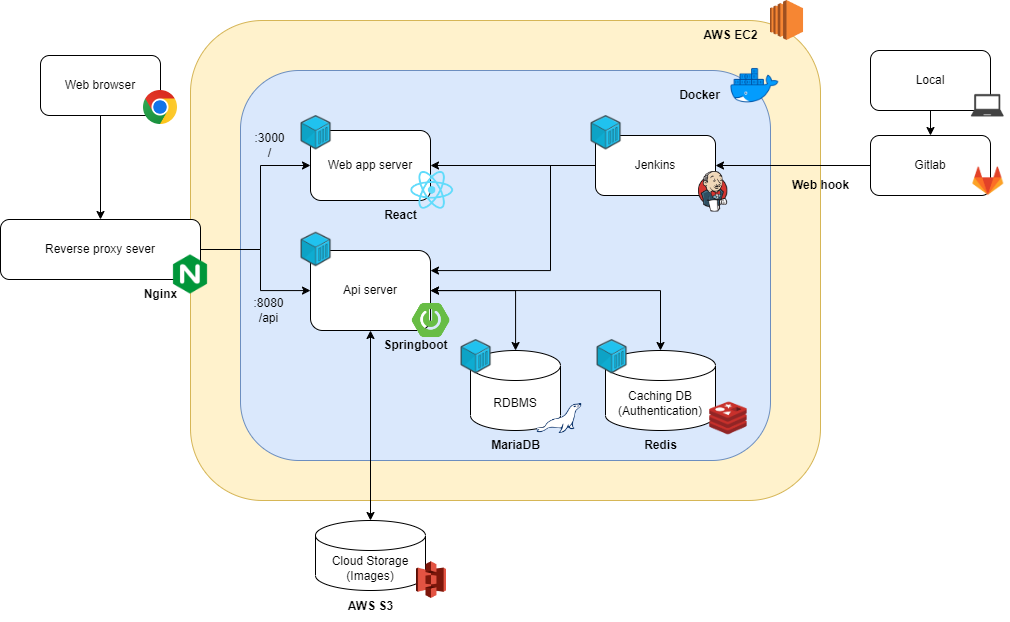 AWS EC2
Web browser
Local
Docker
:3000
/
Web app server
Jenkins
Gitlab
Web hook
React
Reverse proxy sever
Nginx
Api server
:8080
/api
Springboot
RDBMS
Caching DB
(Authentication)
MariaDB
Redis
Cloud Storage
(Images)
AWS S3